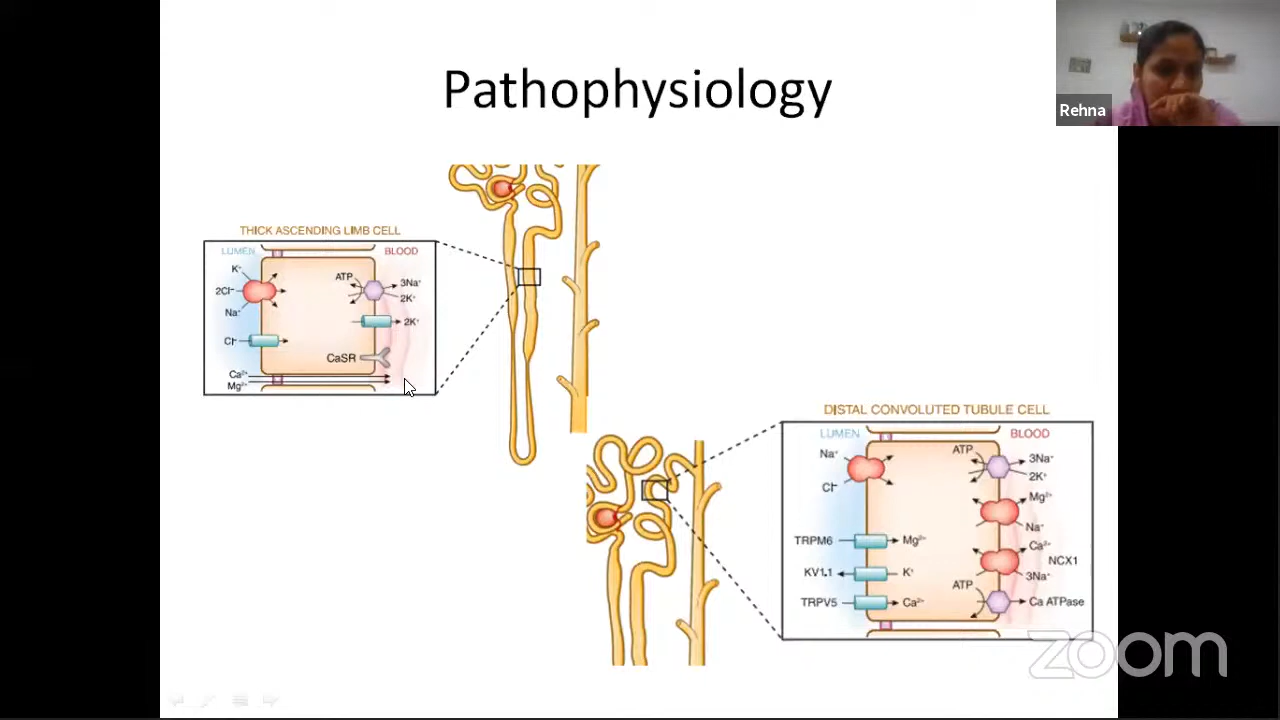 Pathophysiology
Rehna
THICK ASCENDING LIMB CELL
LUMEN
BLOOD
K⁺
2Cl⁻
Na⁺
Cl⁻
Ca²⁺
Mg²⁺
ATP
3Na⁺
2K⁺
2K⁺
CaSR
DISTAL CONVOLUTED TUBULE CELL
LUMEN
BLOOD
Na⁺
Cl⁻
ATP
3Na⁺
2K⁺
Mg²⁺
Na⁺
TRPM6
Mg²⁺
Ca²⁺
NCX1
KV1.1
K⁺
3Na⁺
ATP
TRPV5
Ca²⁺
Ca ATPase
zoom